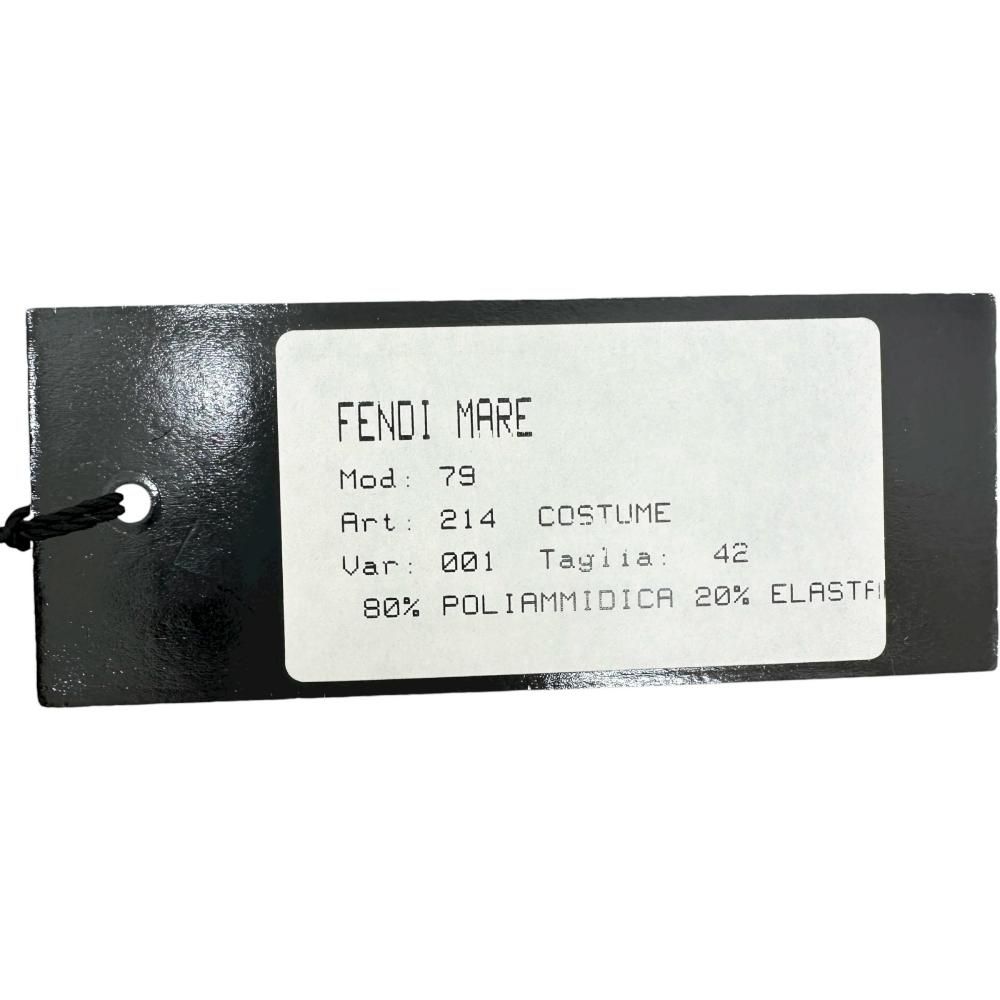 FENDI MARE
Mod: 79
Art: 214 COSTUME
Var: 001 Taglia: 42
80% POLIAMMIDICA 20%